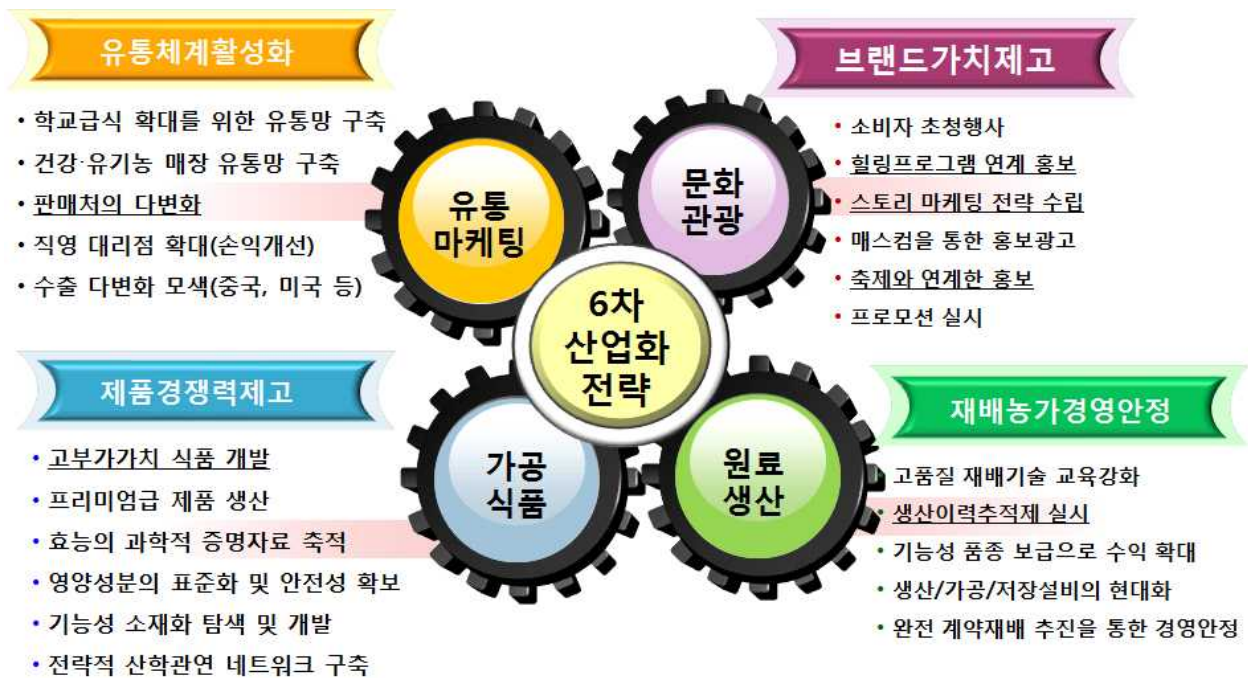 유통체계활성화
• 학교급식 확대를 위한 유통망 구축
• 건강·유기농 매장 유통망 구축
• 판매처의 다변화
• 직영 대리점 확대(손익개선)
• 수출 다변화 모색(중국, 미국 등)
브랜드가치제고
• 소비자 초청행사
• 힐링프로그램 연계 홍보
• 스토리 마케팅 전략 수립
• 매스컴을 통한 홍보광고
• 축제와 연계한 홍보
• 프로모션 실시
유통
마케팅
문화
관광
6차
산업화
전략
가공
식품
원료
생산
제품경쟁력제고
• 고부가가치 식품 개발
• 프리미엄급 제품 생산
• 효능의 과학적 증명자료 축적
• 영양성분의 표준화 및 안전성 확보
• 기능성 소재화 탐색 및 개발
• 전략적 산학관연 네트워크 구축
재배농가경영안정
• 고품질 재배기술 교육강화
• 생산이력추적제 실시
• 기능성 품종 보급으로 수익 확대
• 생산/가공/저장설비의 현대화
• 완전 계약재배 추진을 통한 경영안정